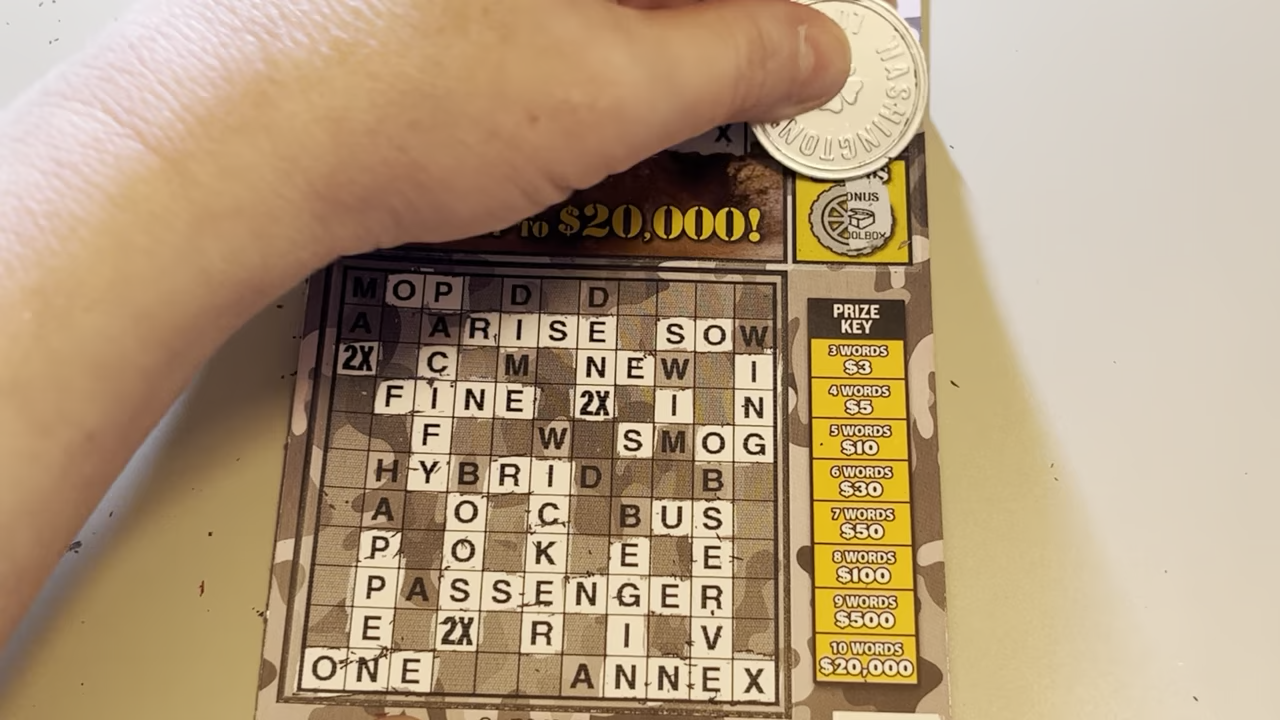 WASHINGTON
X
TO $20,000!
BONUS
TOOLBOX
M O P D D
A A R I S E S O W
2X C M N E W I
F I N E 2X I N
F W S M O G
H Y B R I D B
A O C B U S
P O K E E
P A S S E N G E R
E 2X R I V
O N E A N N E X
PRIZE KEY
3 WORDS
$3
4 WORDS
$5
5 WORDS
$10
6 WORDS
$30
7 WORDS
$50
8 WORDS
$100
9 WORDS
$500
10 WORDS
$20,000